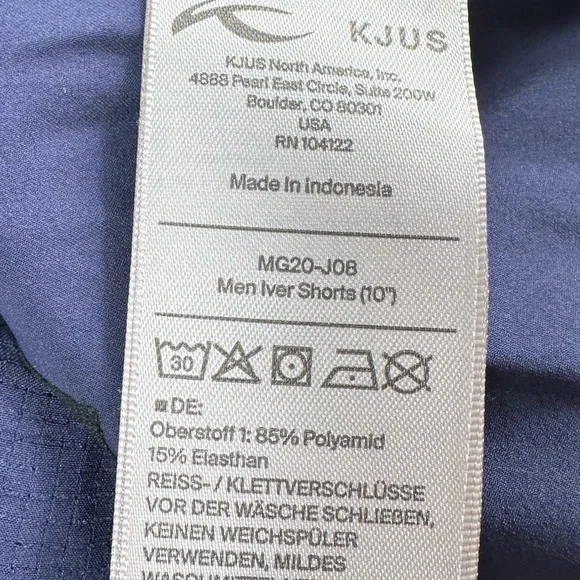 KJUS
KJUS North America, Inc.
4888 Pearl East Circle, Suite 200W
Boulder, CO 80301
USA
RN 104122
Made in Indonesia
MG20-J08
Men Iver Shorts (10")
30
DE:
Oberstoff 1: 85% Polyamid
15% Elasthan
REISS- / KLETTVERSCHLÜSSE
VOR DER WÄSCHE SCHLIEßEN,
KEINEN WEICHSPÜLER
VERWENDEN, MILDES